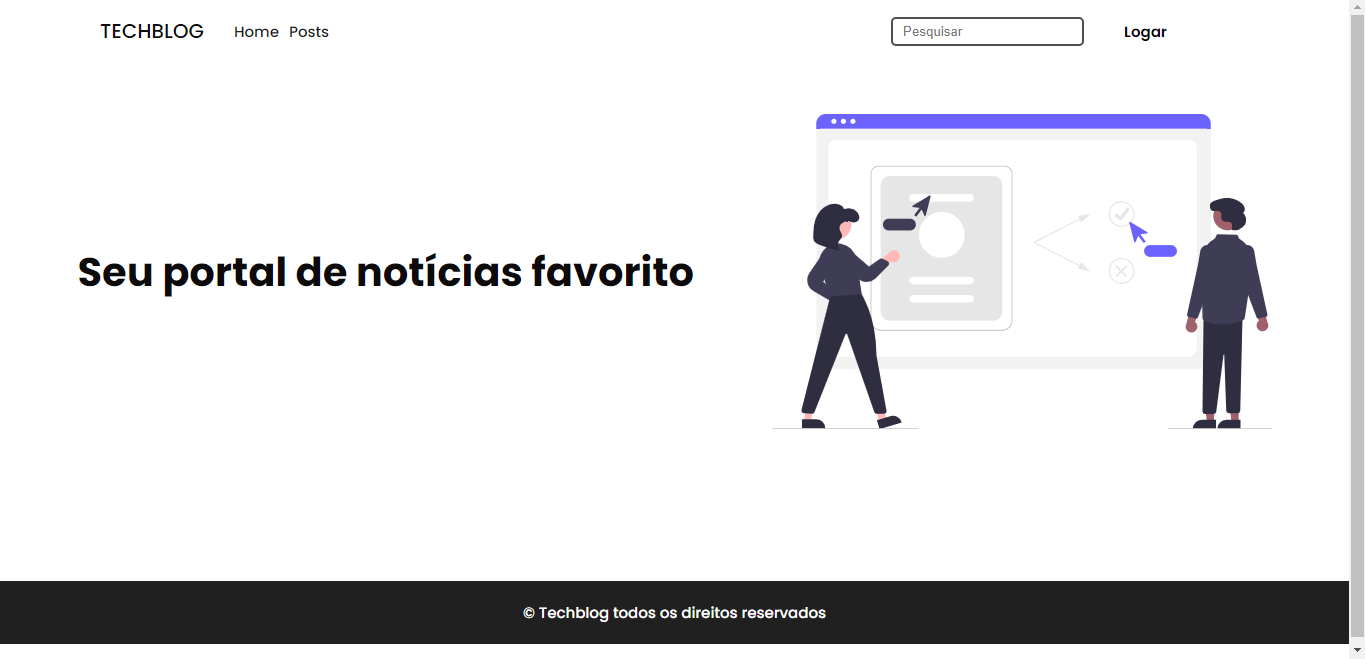 TECHBLOG
Home Posts
Pesquisar
Logar
Seu portal de notícias favorito
© Techblog todos os direitos reservados